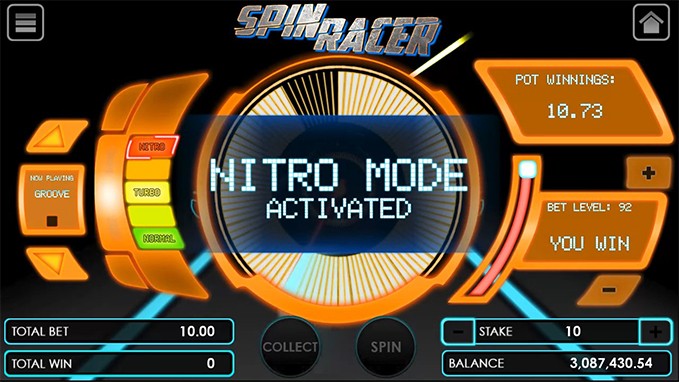 SPIN RACER
POT WINNINGS:
10.73
NITRO
NOW PLAYING
GROOVE
TURBO
NORMAL
NITRO MODE
ACTIVATED
BET LEVEL: 92
YOU WIN
+
-
TOTAL BET 10.00
TOTAL WIN 0
COLLECT
SPIN
- STAKE 10 +
BALANCE 3,087,430.54